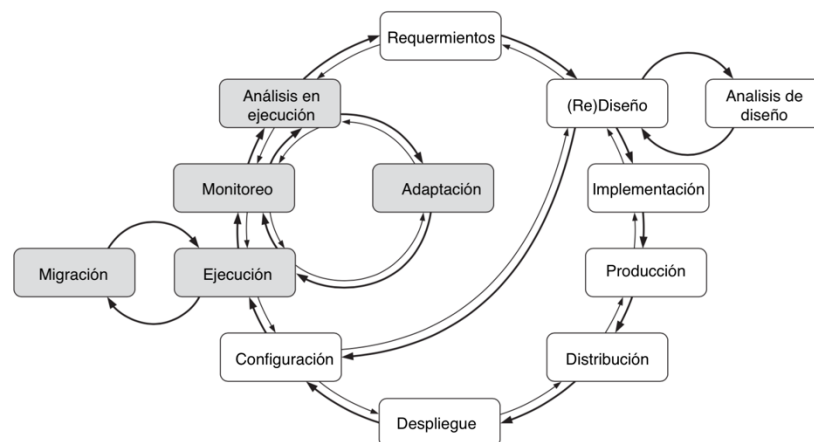 Requermientos
Análisis en
ejecución
(Re)Diseño
Analisis de
diseño
Monitoreo
Adaptación
Implementación
Migración
Ejecución
Producción
Configuración
Distribución
Despliegue